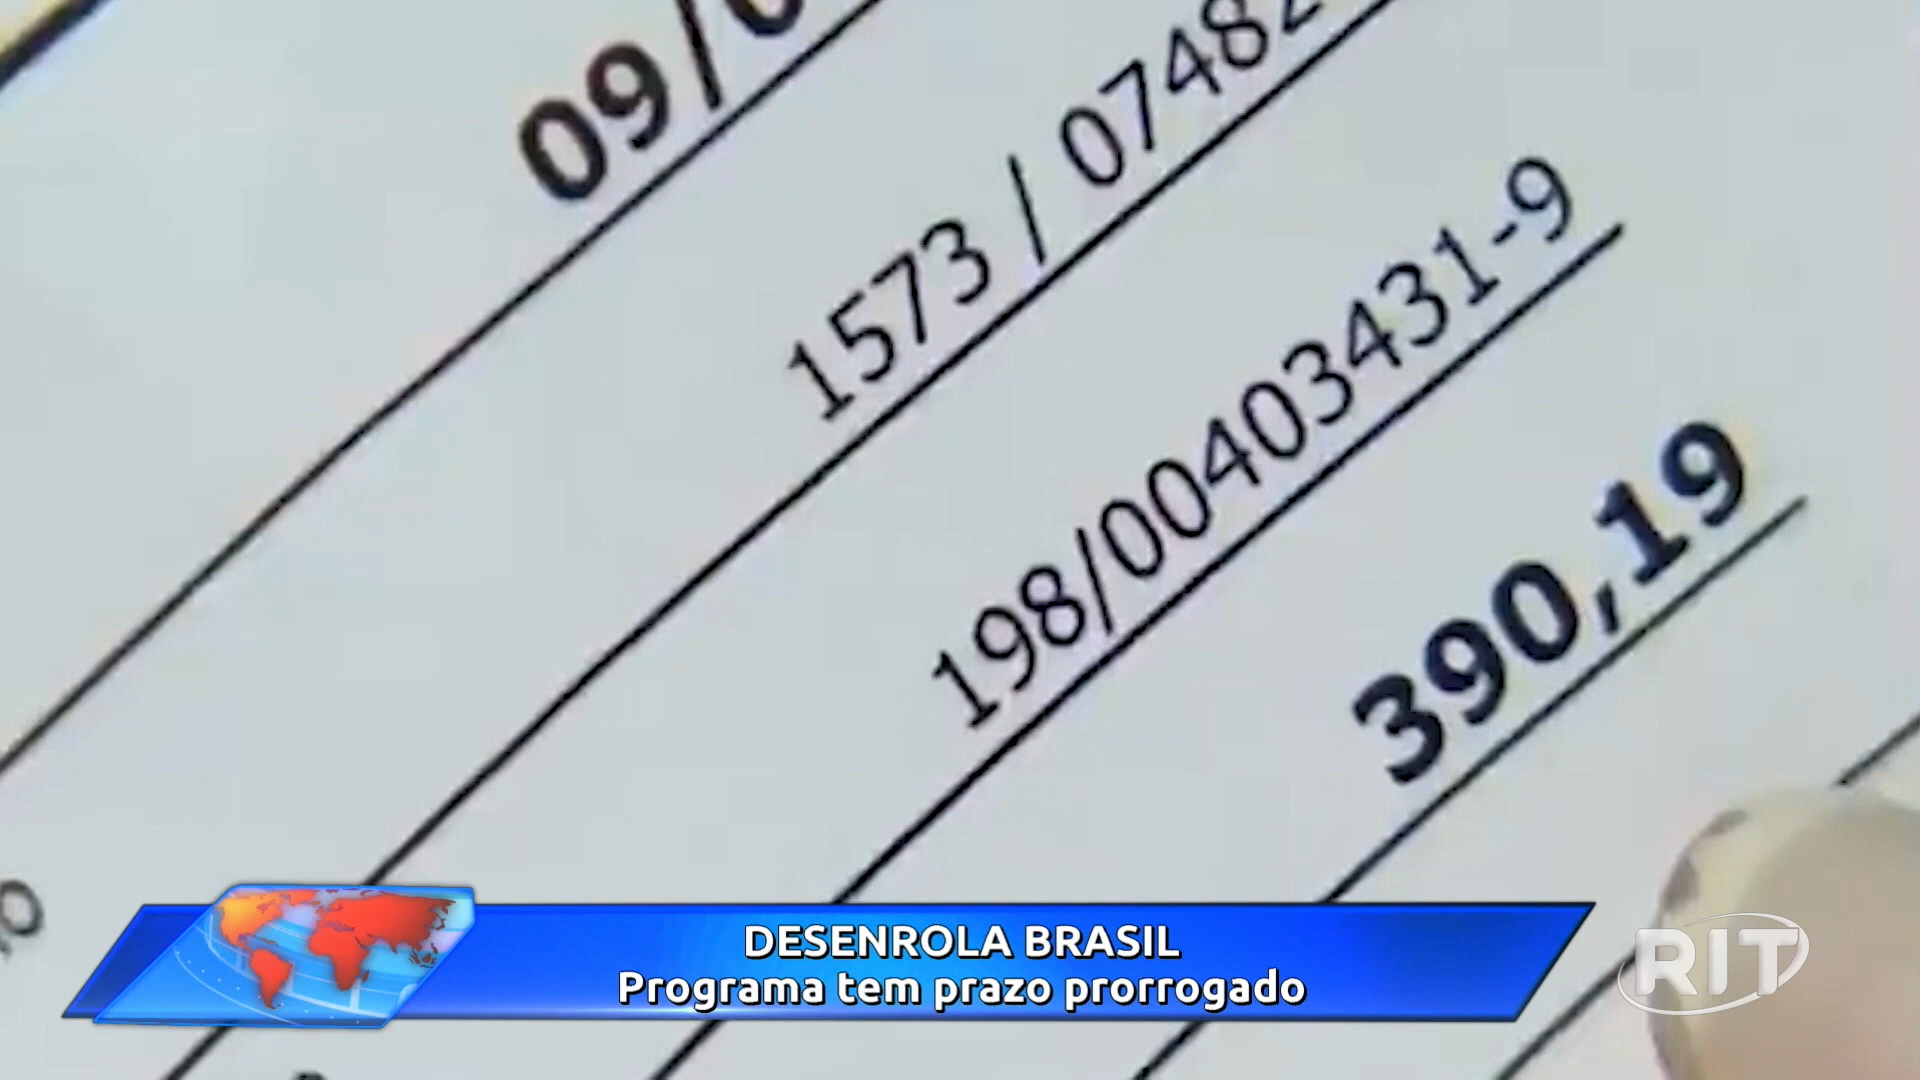 09/0
1573 / 07482
198/00403431-9
390,19
DESENROLA BRASIL
Programa tem prazo prorrogado
RIT